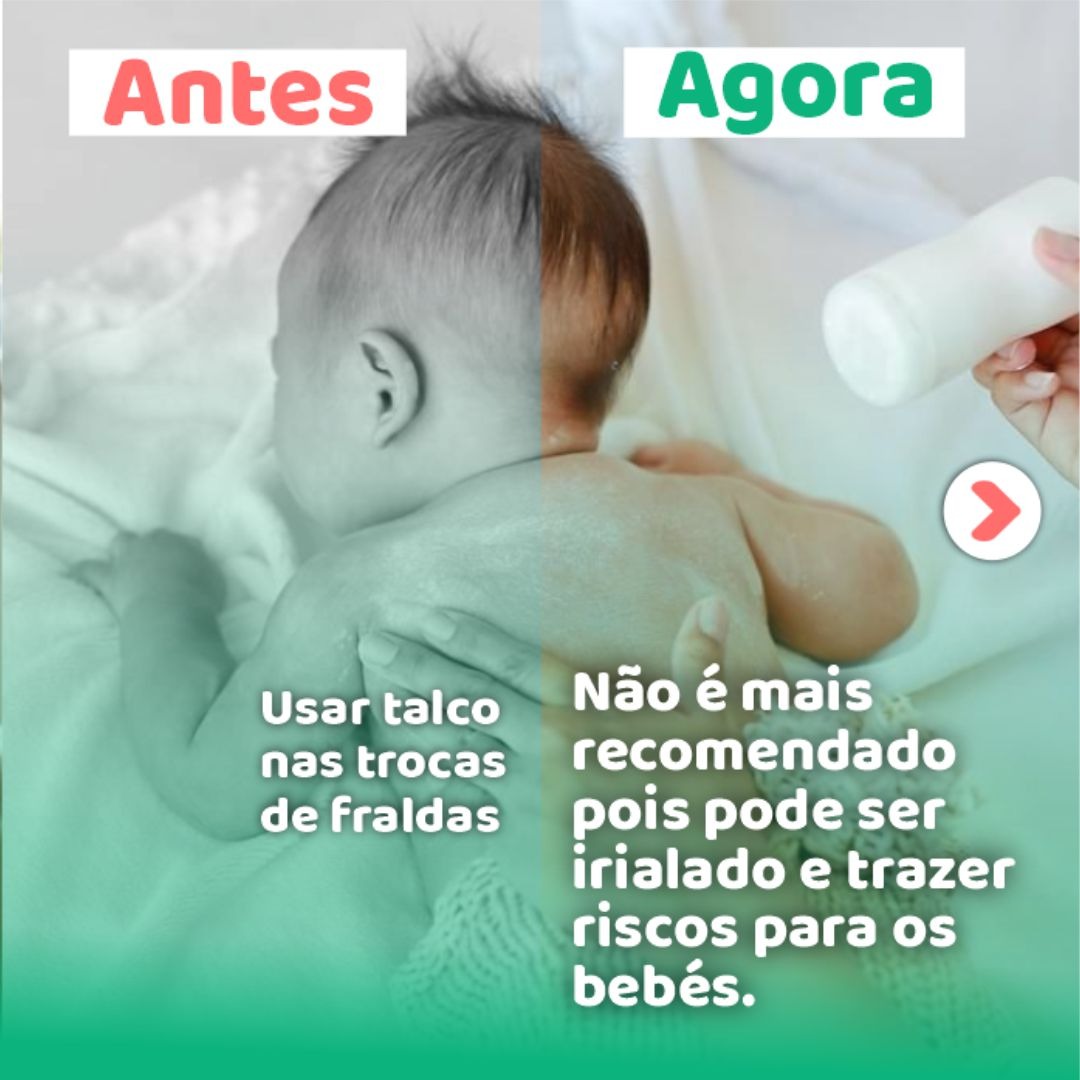 Antes
Agora
Usar talco
nas trocas
de fraldas
Não é mais
recomendado
pois pode ser
irialado e trazer
riscos para os
bebés.